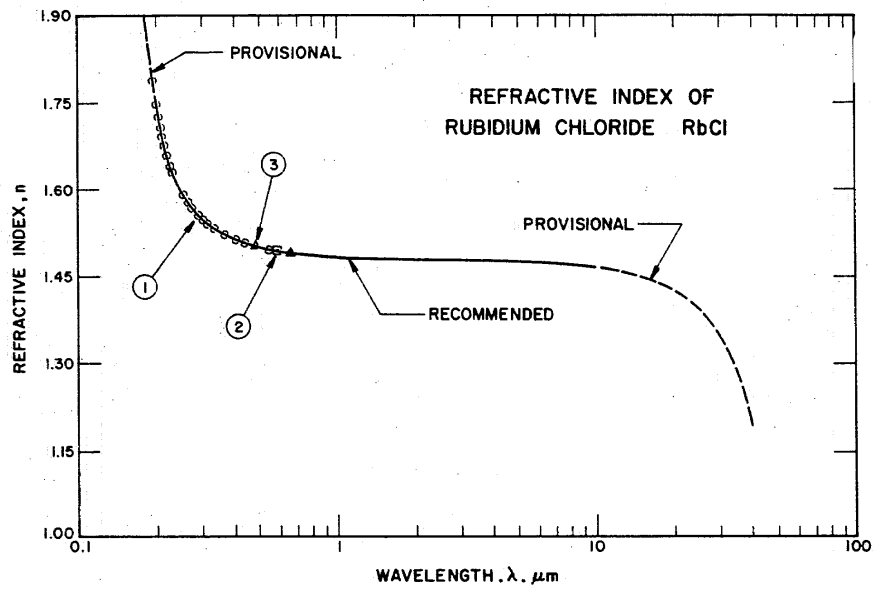 1.90
PROVISIONAL
1.75
REFRACTIVE INDEX OF
RUBIDIUM CHLORIDE RbCl
3
1.60
REFRACTIVE INDEX, n
PROVISIONAL
1.45
1
2
RECOMMENDED
1.30
1.15
1.00
0.1
1
10
100
WAVELENGTH, λ, μm